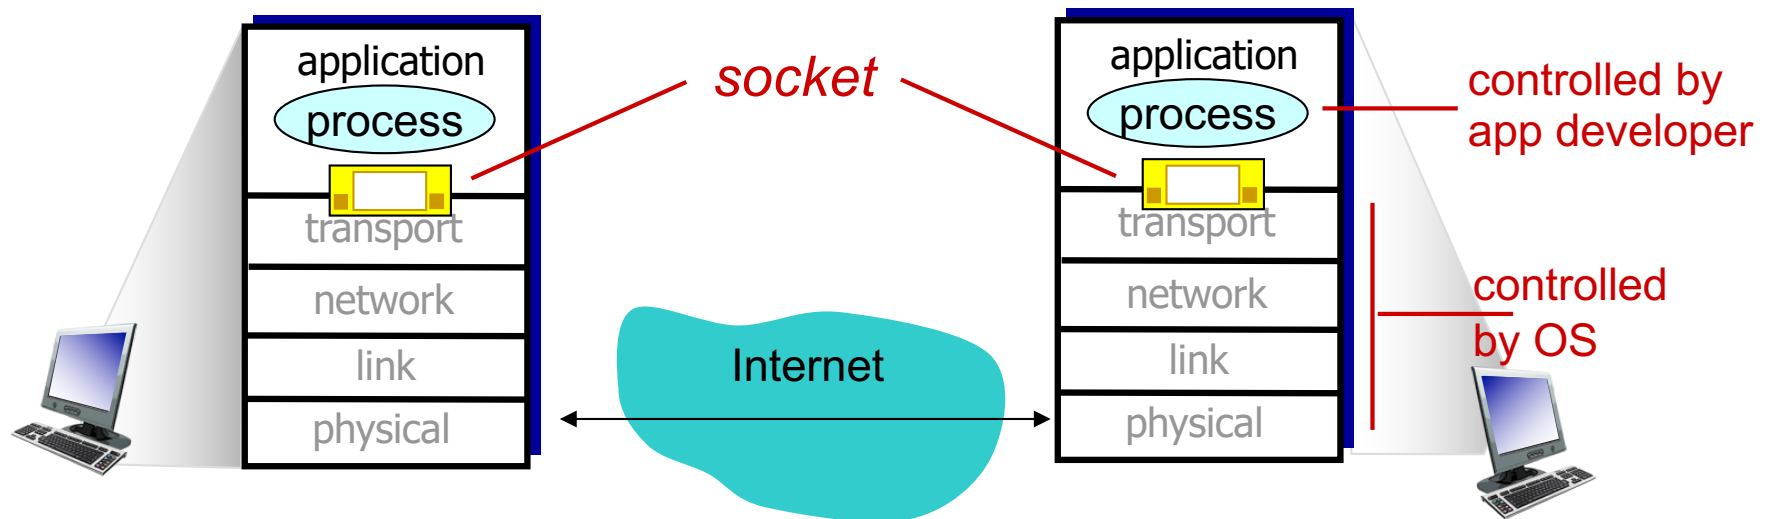 application
process
transport
network
link
physical
socket
Internet
application
process
transport
network
link
physical
controlled by
app developer
controlled
by OS